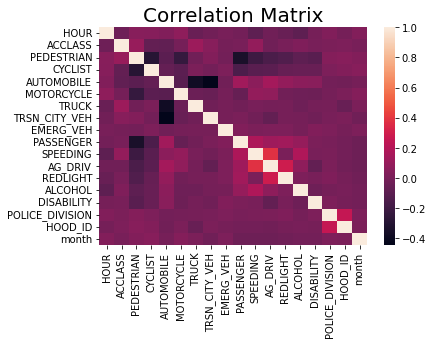 Correlation Matrix
HOUR
ACCLASS
PEDESTRIAN
CYCLIST
AUTOMOBILE
MOTORCYCLE
TRUCK
TRSN_CITY_VEH
EMERG_VEH
PASSENGER
SPEEDING
AG_DRIV
REDLIGHT
ALCOHOL
DISABILITY
POLICE_DIVISION
HOOD_ID
month
HOUR
ACCLASS
PEDESTRIAN
CYCLIST
AUTOMOBILE
MOTORCYCLE
TRUCK
TRSN_CITY_VEH
EMERG_VEH
PASSENGER
SPEEDING
AG_DRIV
REDLIGHT
ALCOHOL
DISABILITY
POLICE_DIVISION
HOOD_ID
month
1.0
0.8
0.6
0.4
0.2
0.0
−0.2
−0.4